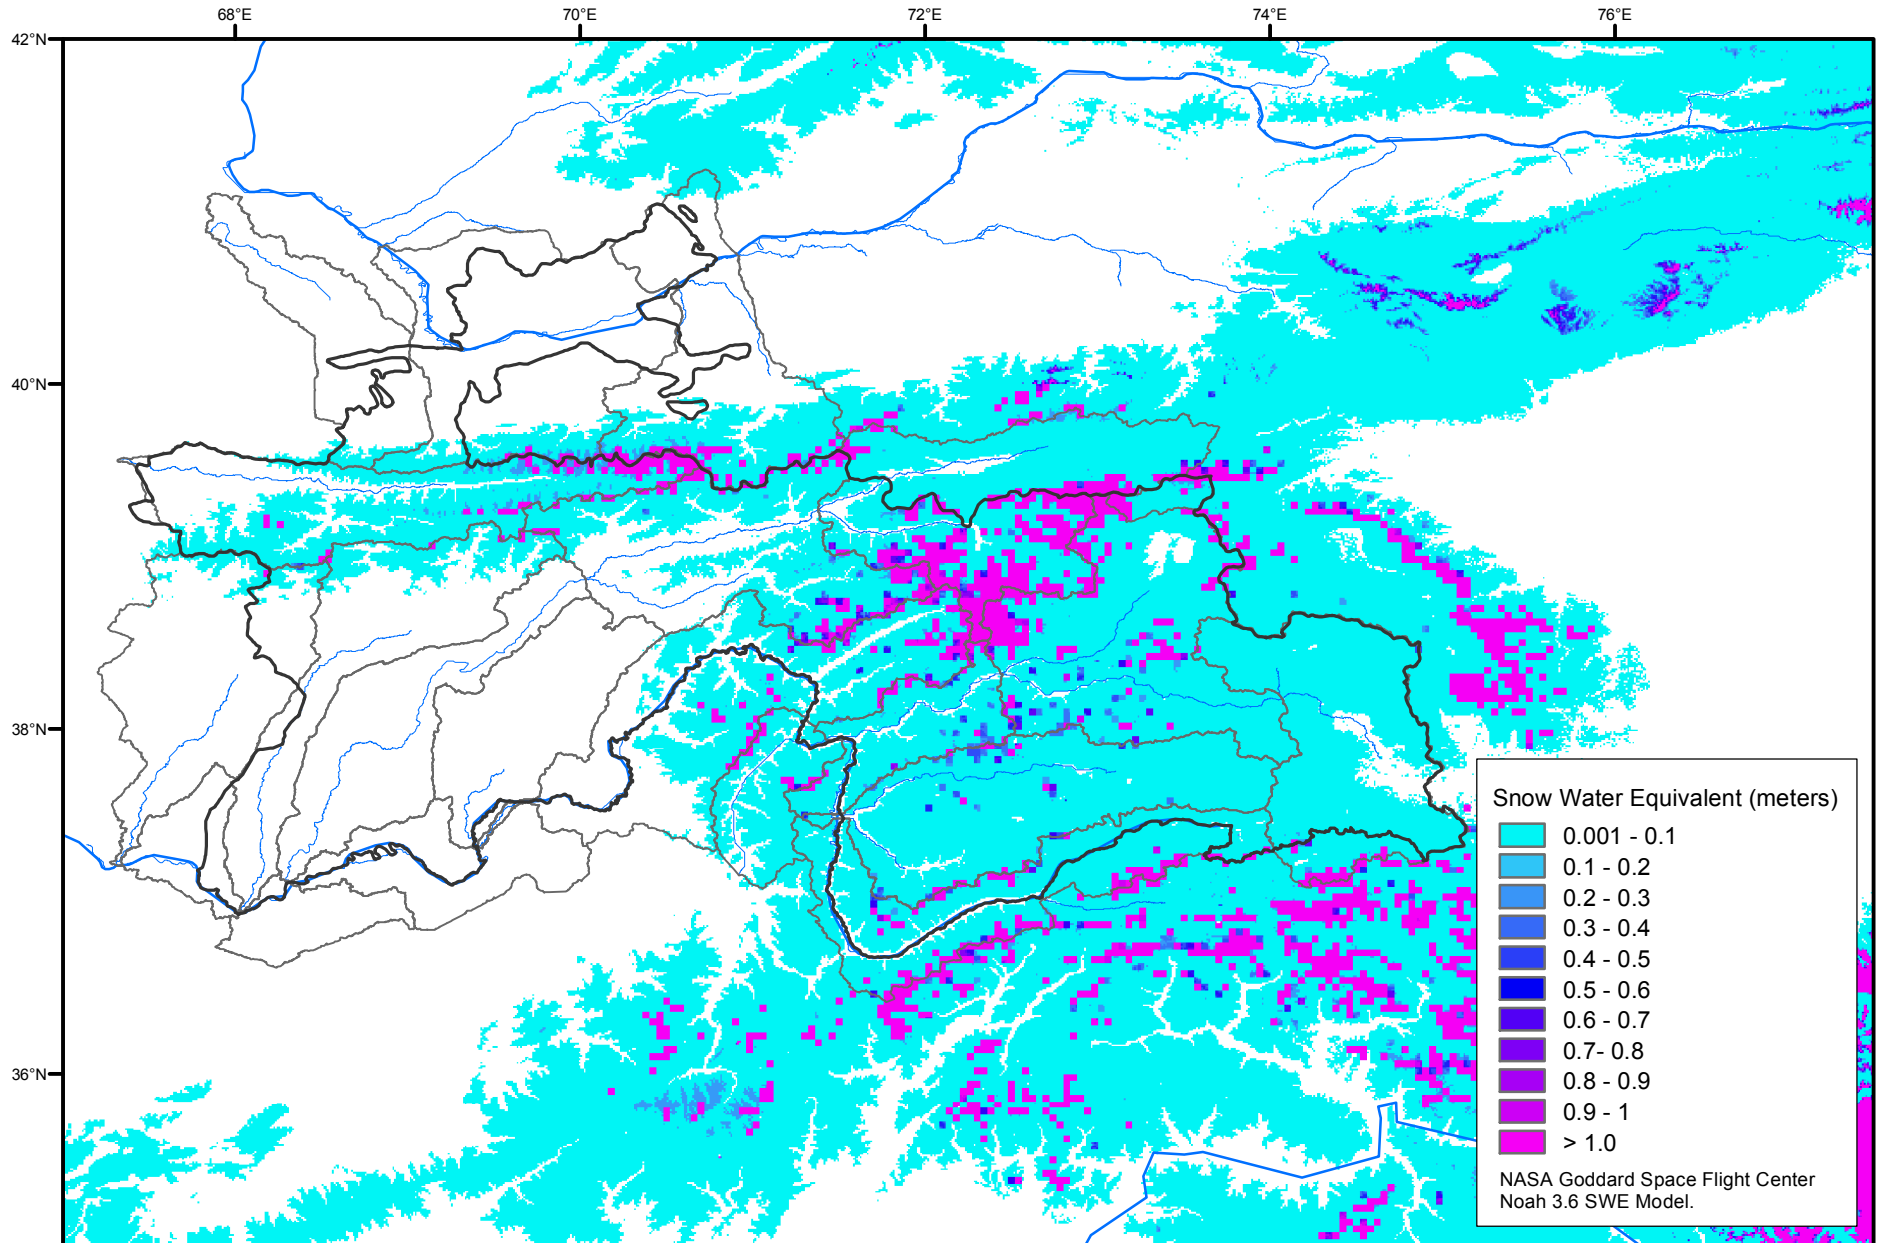 68°E
70°E
72°E
74°E
76°E
42°N
40°N
38°N
36°N
Snow Water Equivalent (meters)
0.001 - 0.1
0.1 - 0.2
0.2 - 0.3
0.3 - 0.4
0.4 - 0.5
0.5 - 0.6
0.6 - 0.7
0.7- 0.8
0.8 - 0.9
0.9 - 1
> 1.0
NASA Goddard Space Flight Center
Noah 3.6 SWE Model.